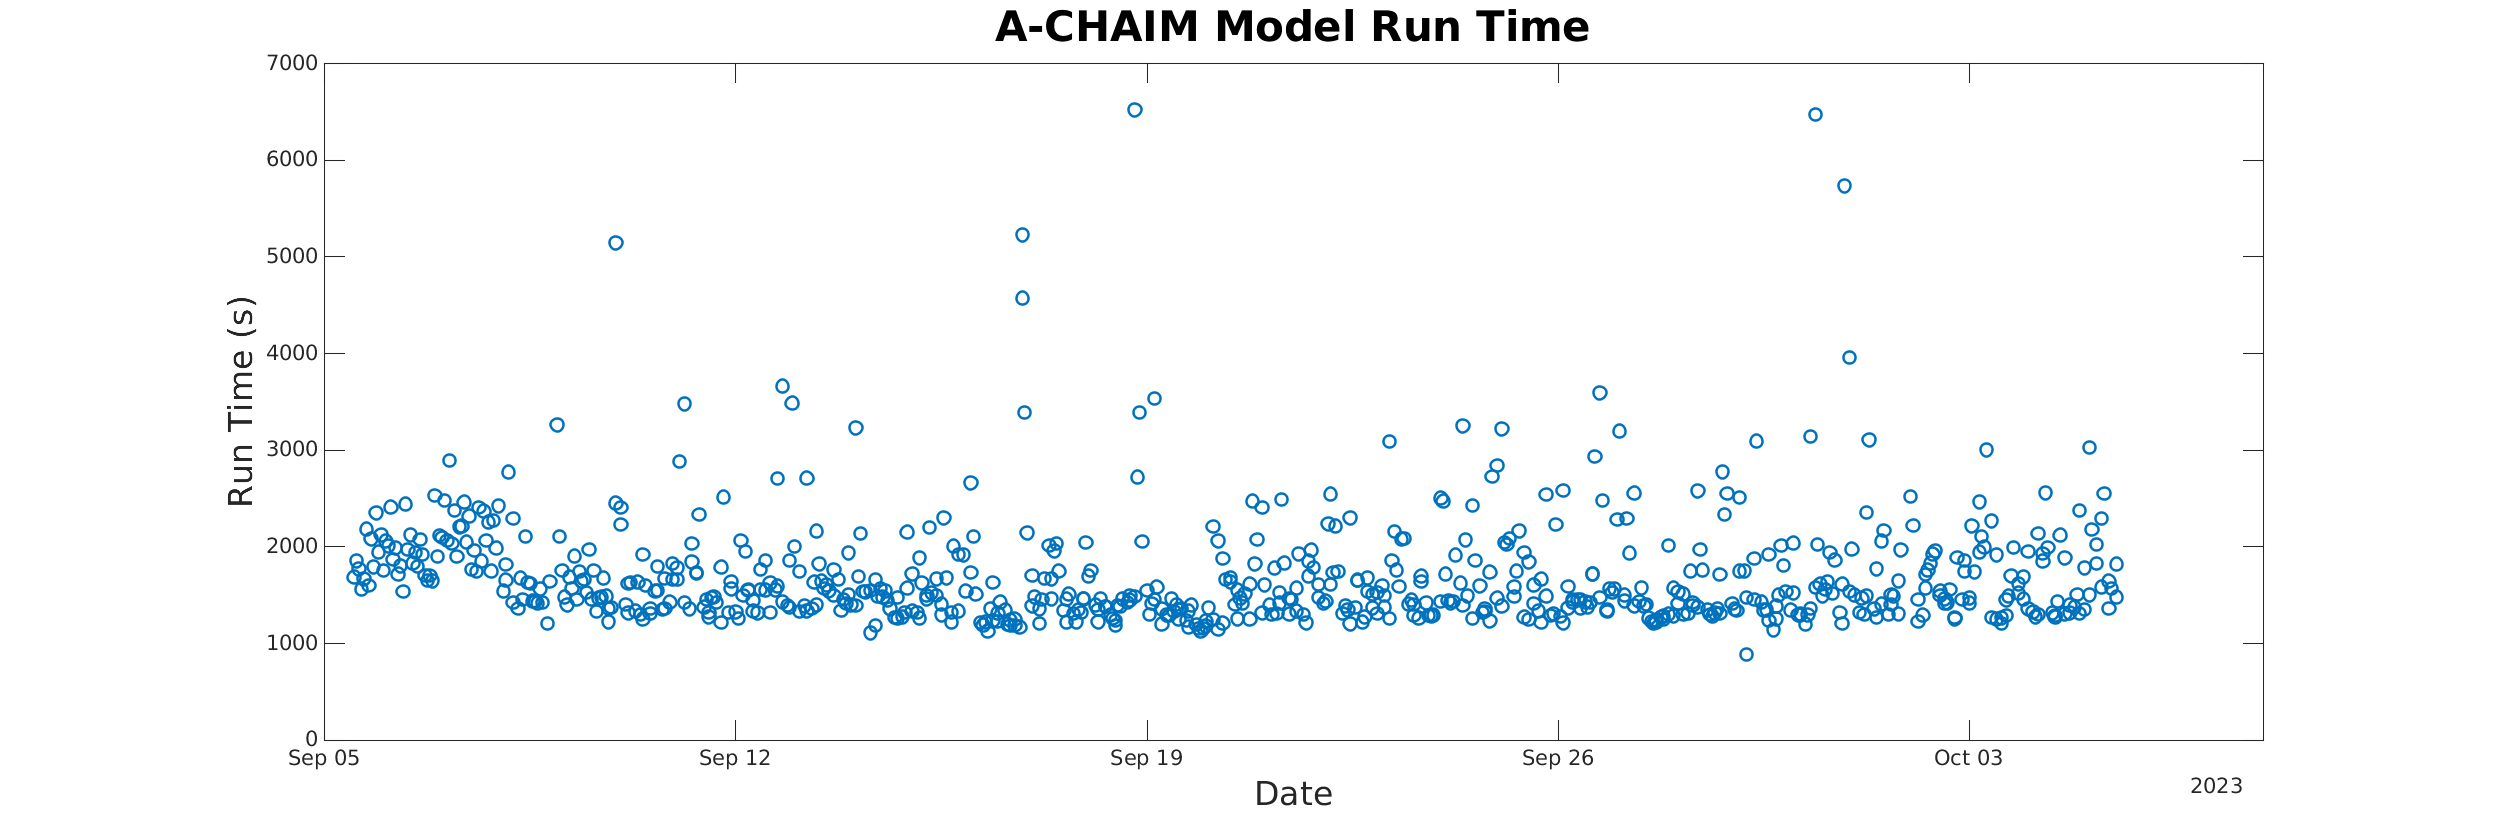 A-CHAIM Model Run Time
7000
6000
5000
4000
3000
2000
1000
0
Run Time (s)
Sep 05
Sep 12
Sep 19
Sep 26
Oct 03
2023
Date